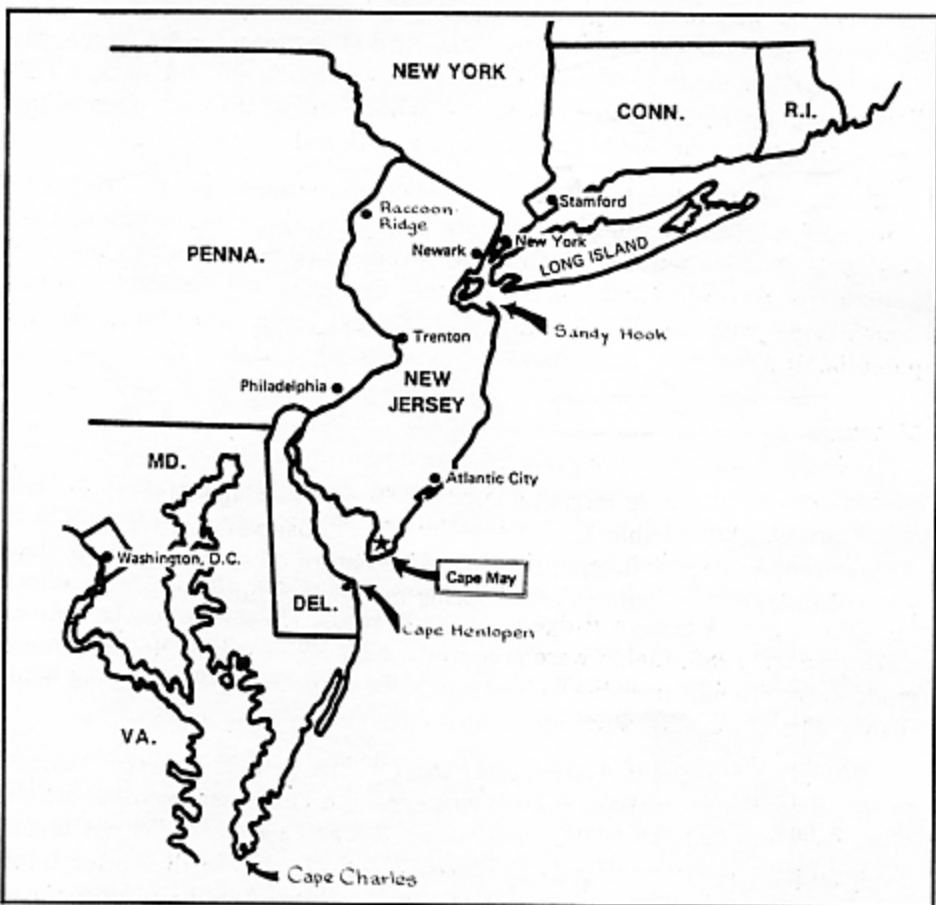 NEW YORK
CONN.
R.I.
Stamford
Raccoon
Ridge
New York
Newark
LONG ISLAND
PENNA.
Sandy Hook
Trenton
NEW
JERSEY
Philadelphia
MD.
Atlantic City
Washington, D.C.
Cape May
DEL.
Cape Henlopen
VA.
Cape Charles